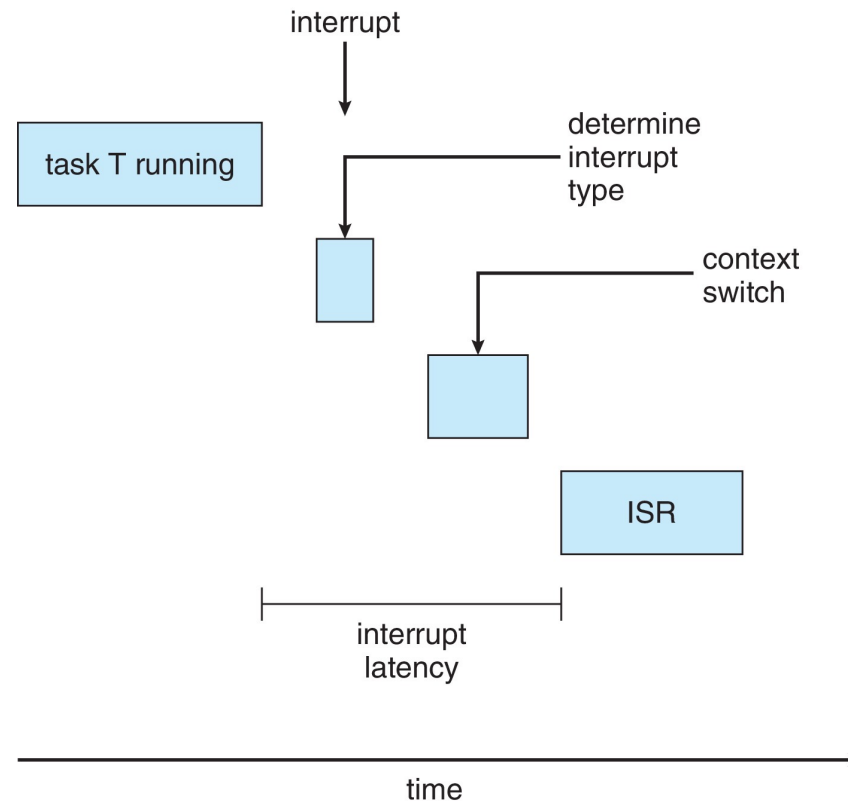 interrupt
task T running
determine
interrupt
type
context
switch
ISR
interrupt
latency
time